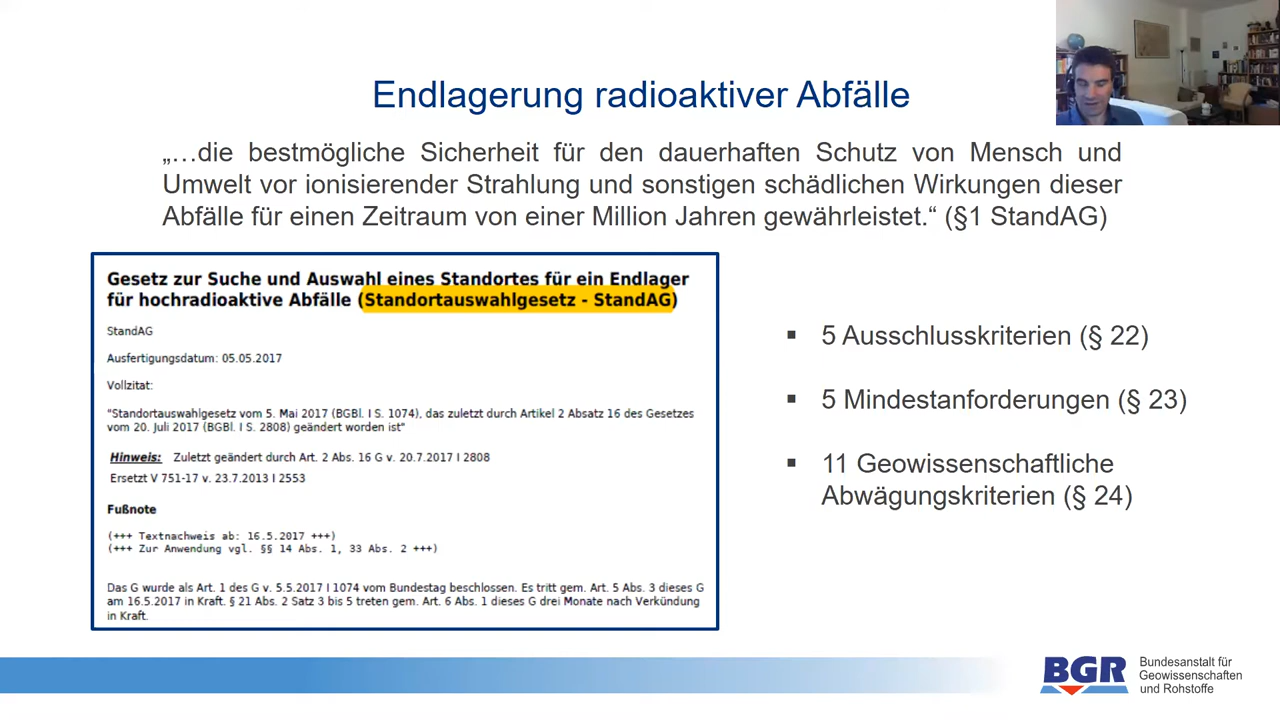 Endlagerung radioaktiver Abfälle
„…die bestmögliche Sicherheit für den dauerhaften Schutz von Mensch und
Umwelt vor ionisierender Strahlung und sonstigen schädlichen Wirkungen dieser
Abfälle für einen Zeitraum von einer Million Jahren gewährleistet.“ (§1 StandAG)
Gesetz zur Suche und Auswahl eines Standortes für ein Endlager
für hochradioaktive Abfälle (Standortauswahlgesetz - StandAG)
StandAG
Ausfertigungsdatum: 05.05.2017
Vollzitat:
"Standortauswahlgesetz vom 5. Mai 2017 (BGBl. I S. 1074), das zuletzt durch Artikel 2 Absatz 16 des Gesetzes
vom 20. Juli 2017 (BGBl. I S. 2808) geändert worden ist"
Hinweis: Zuletzt geändert durch Art. 2 Abs. 16 G v. 20.7.2017 I 2808
Ersetzt V 751-17 v. 23.7.2013 I 2553
Fußnote
(+++ Textnachweis ab: 16.5.2017 +++)
(+++ Zur Anwendung vgl. §§ 14 Abs. 1, 33 Abs. 2 +++)
Das G wurde als Art. 1 des G v. 5.5.2017 I 1074 vom Bundestag beschlossen. Es tritt gem. Art. 5 Abs. 3 dieses G
am 16.5.2017 in Kraft. § 21 Abs. 2 Satz 3 bis 5 treten gem. Art. 6 Abs. 1 dieses G drei Monate nach Verkündung
in Kraft.
▪ 5 Ausschlusskriterien (§ 22)
▪ 5 Mindestanforderungen (§ 23)
▪ 11 Geowissenschaftliche
Abwägungskriterien (§ 24)
BGR
Bundesanstalt für
Geowissenschaften
und Rohstoffe